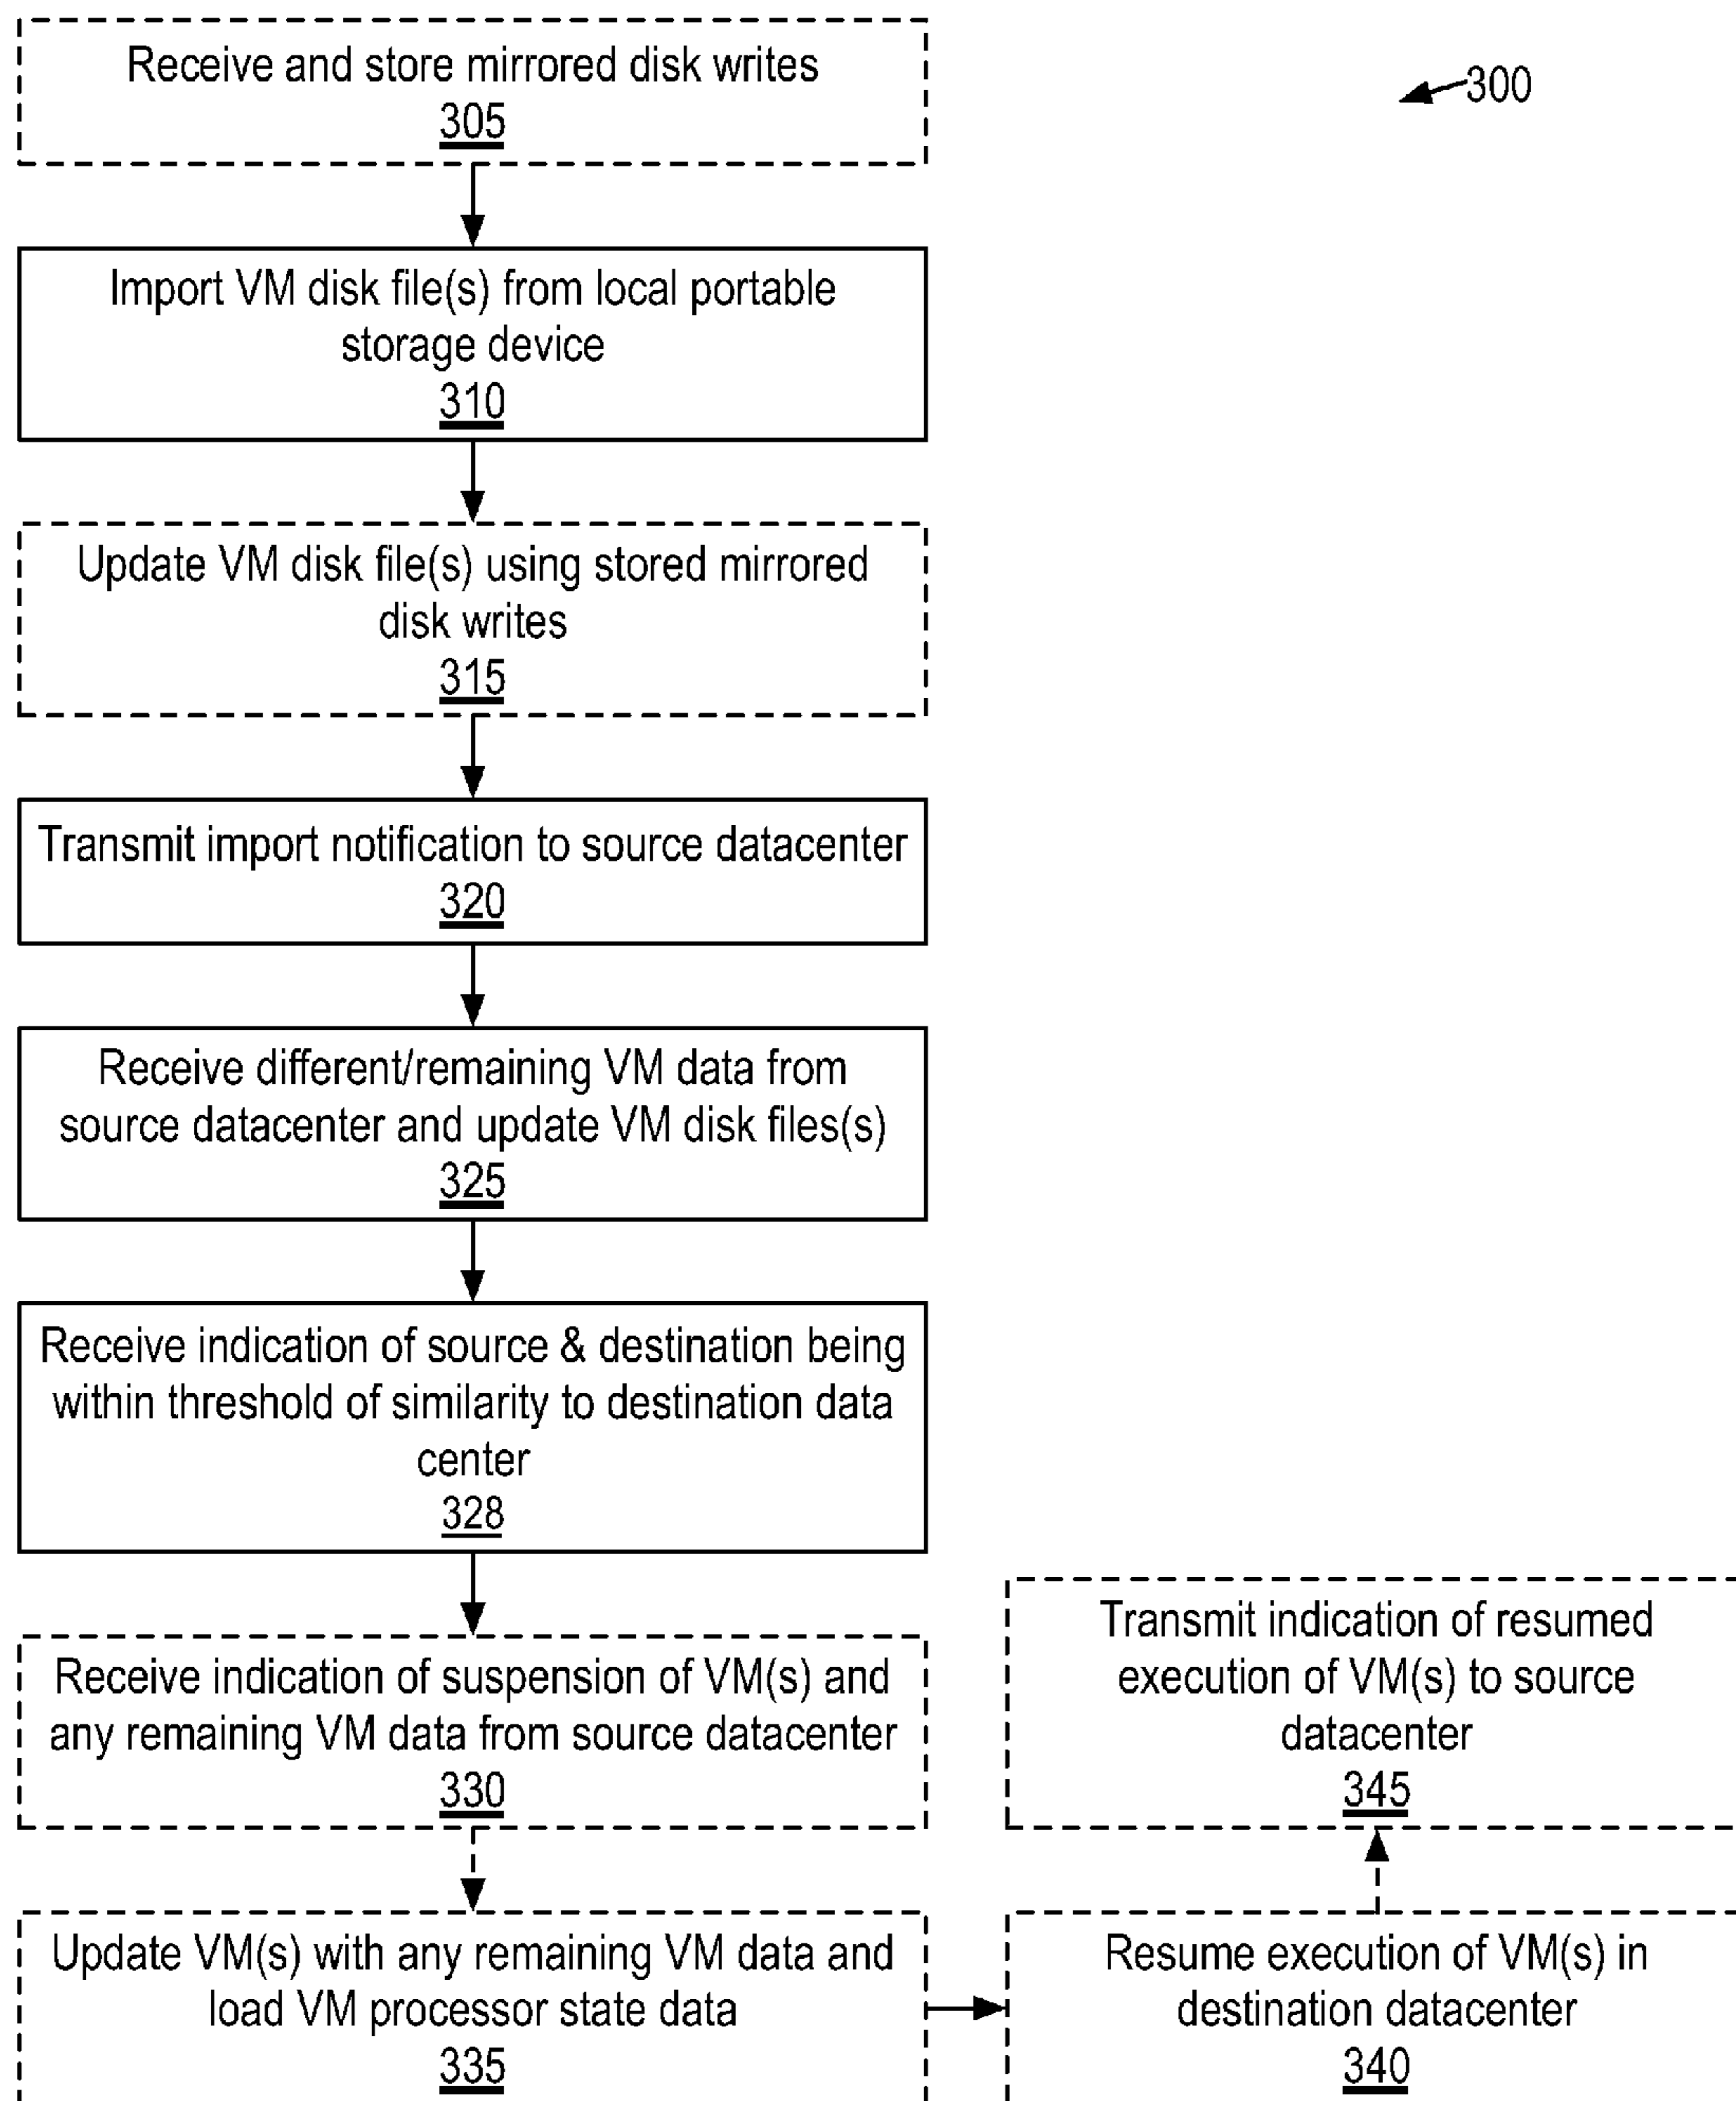 Receive and store mirrored disk writes
305
300
Import VM disk file(s) from local portable
storage device
310
Update VM disk file(s) using stored mirrored
disk writes
315
Transmit import notification to source datacenter
320
Receive different/remaining VM data from
source datacenter and update VM disk files(s)
325
Receive indication of source & destination being
within threshold of similarity to destination data
center
328
Receive indication of suspension of VM(s) and
any remaining VM data from source datacenter
330
Update VM(s) with any remaining VM data and
load VM processor state data
335
Resume execution of VM(s) in
destination datacenter
340
Transmit indication of resumed
execution of VM(s) to source
datacenter
345